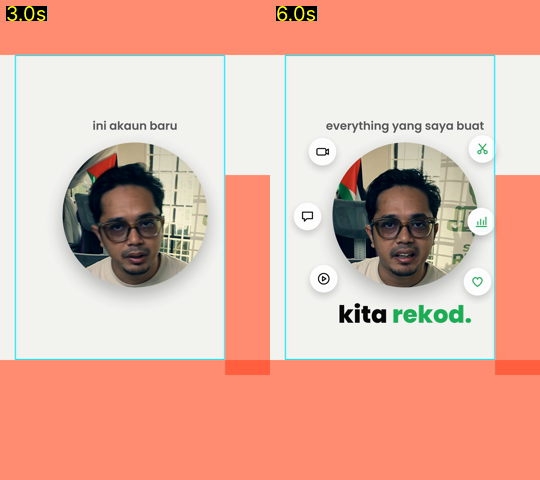 3.0s
ini akaun baru
6.0s
everything yang saya buat
kita rekod.